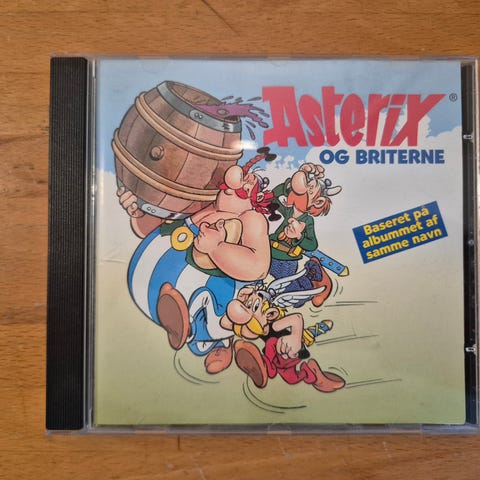 Asterix®
OG BRITERNE
Baseret på
albummet af
samme navn